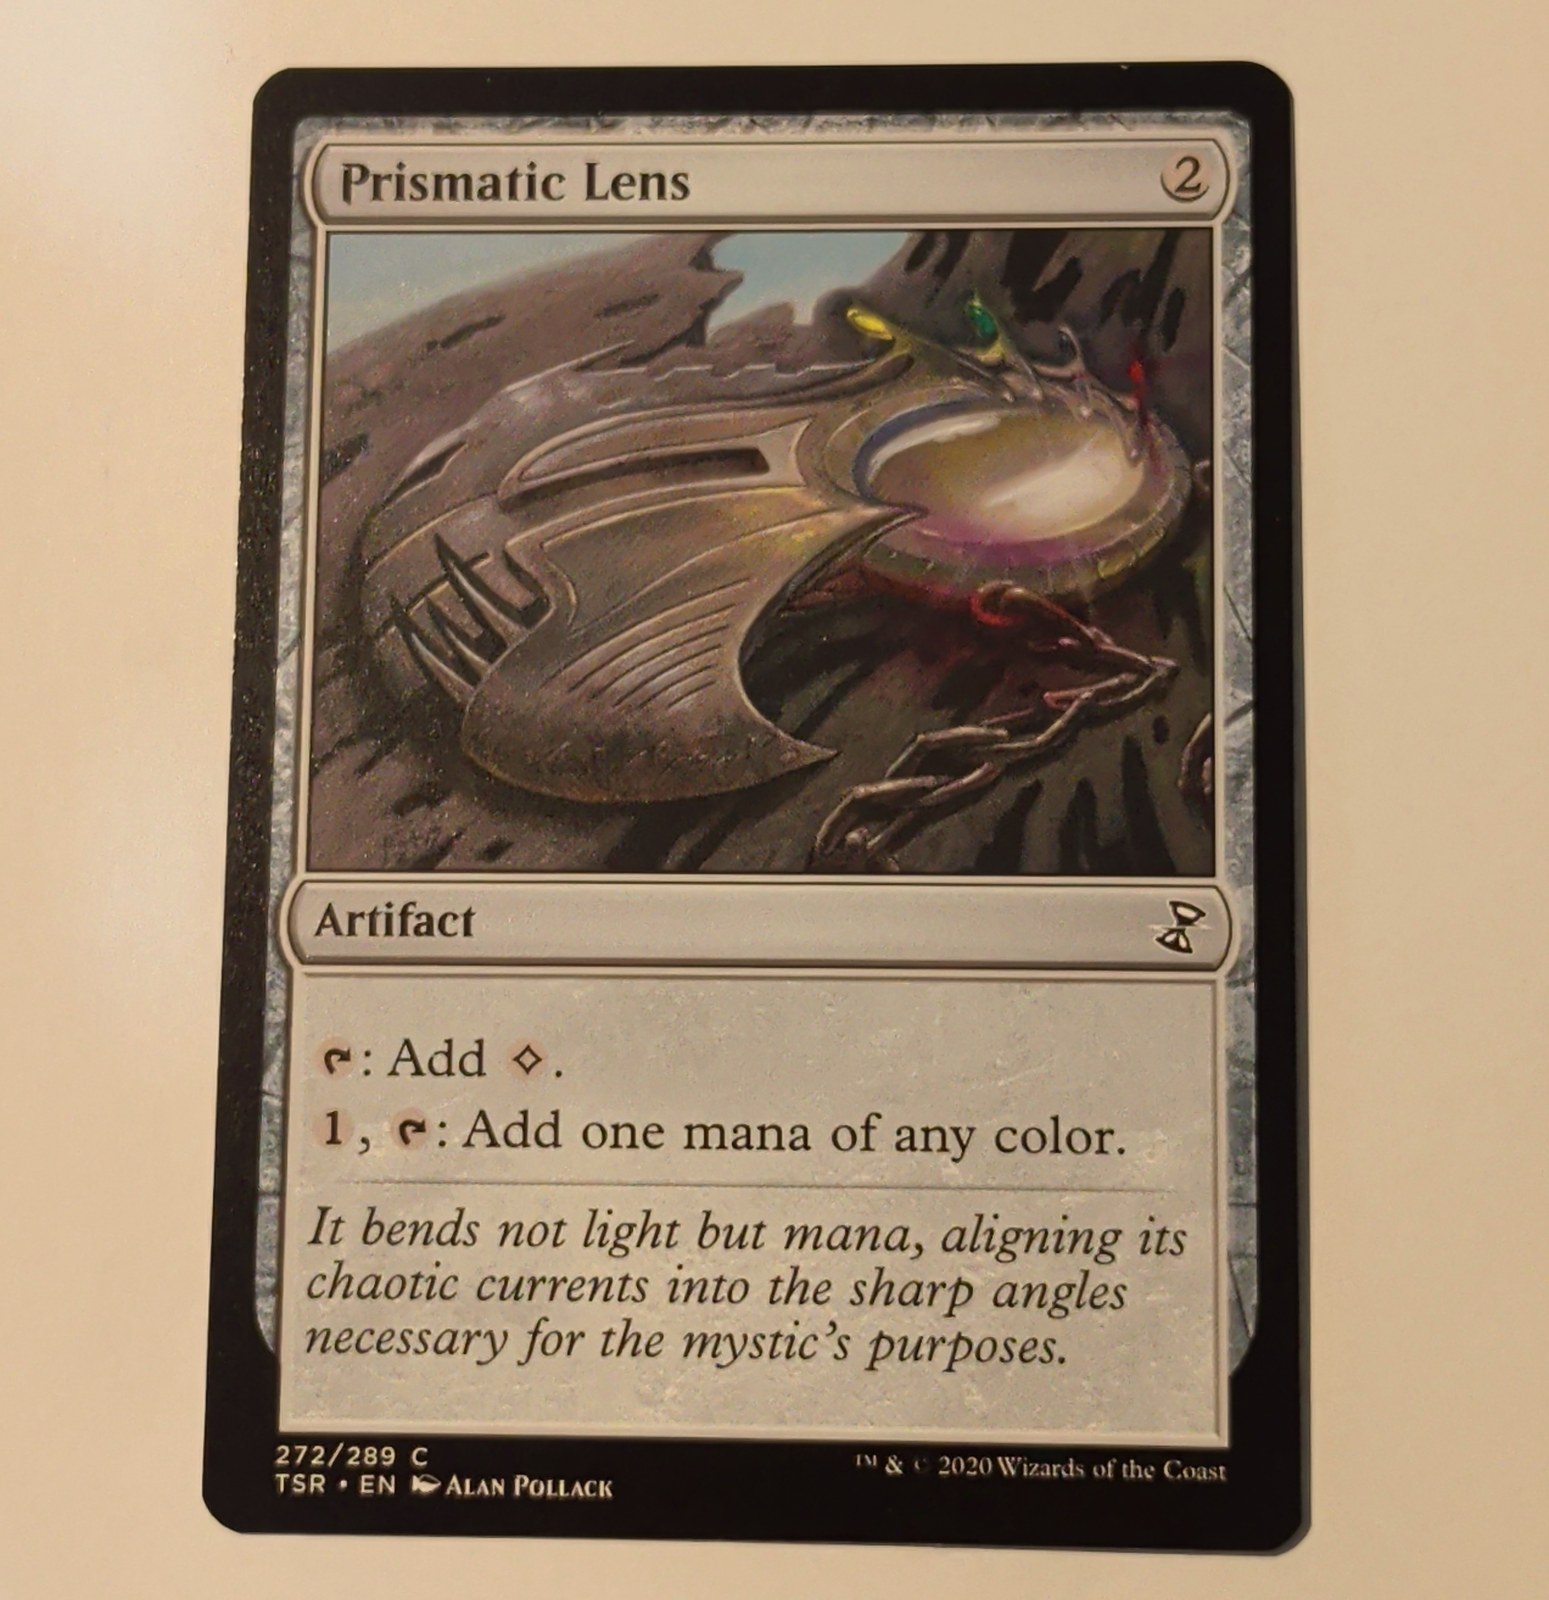 Prismatic Lens 2
Artifact
: Add .
1, : Add one mana of any color.
It bends not light but mana, aligning its
chaotic currents into the sharp angles
necessary for the mystic's purposes.
272/289 C
TSR • EN ALAN POLLACK
™ & © 2020 Wizards of the Coast